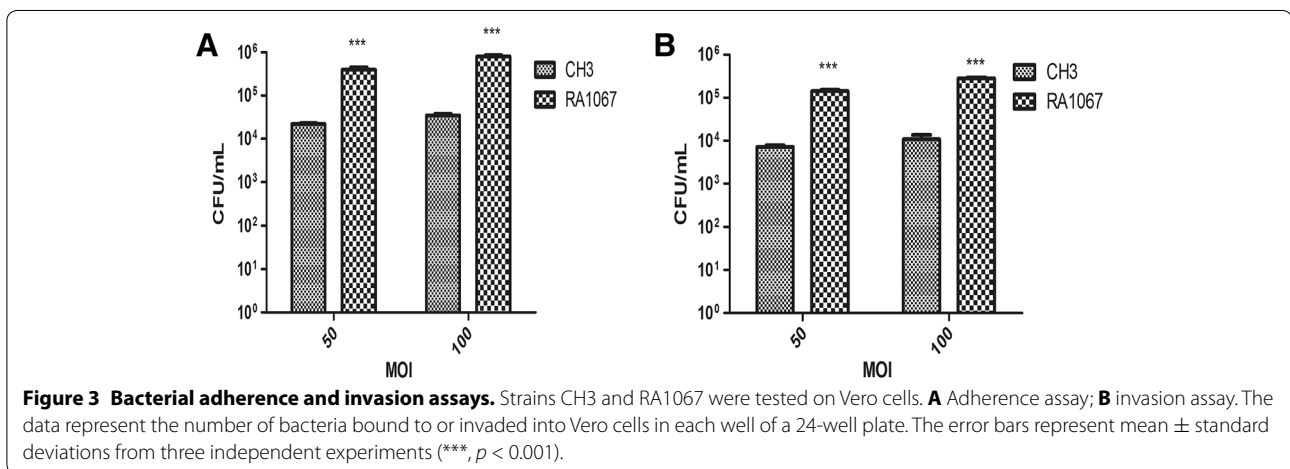 A
B
***
***
***
***
10⁶
10⁵
10⁴
10³
10²
10¹
10⁰
CFU/mL
50
100
MOI
CH3
RA1067
10⁶
10⁵
10⁴
10³
10²
10¹
10⁰
CFU/mL
50
100
MOI
CH3
RA1067
Figure 3 Bacterial adherence and invasion assays. Strains CH3 and RA1067 were tested on Vero cells. A Adherence assay; B invasion assay. The
data represent the number of bacteria bound to or invaded into Vero cells in each well of a 24-well plate. The error bars represent mean ± standard
deviations from three independent experiments (***, p < 0.001).